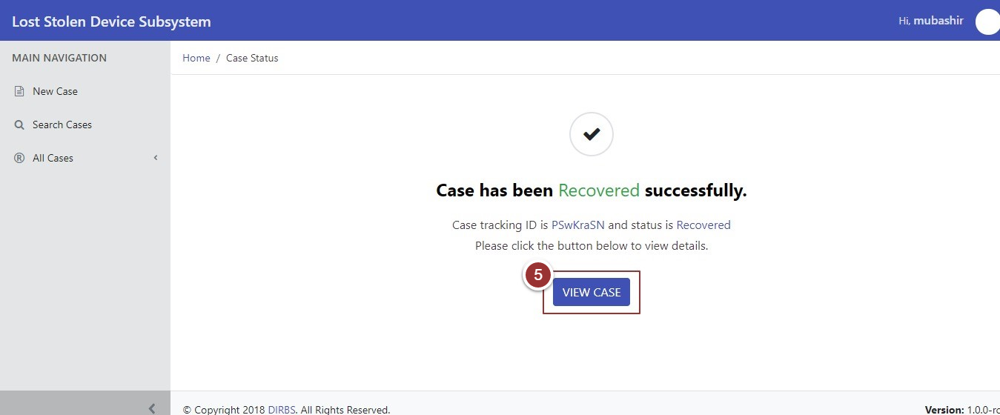 Lost Stolen Device Subsystem
Hi, mubashir
MAIN NAVIGATION
Home / Case Status
New Case
Search Cases
All Cases
Case has been Recovered successfully.
Case tracking ID is PSwKraSN and status is Recovered
Please click the button below to view details.
5
VIEW CASE
© Copyright 2018 DIRBS. All Rights Reserved.
Version: 1.0.0-rc